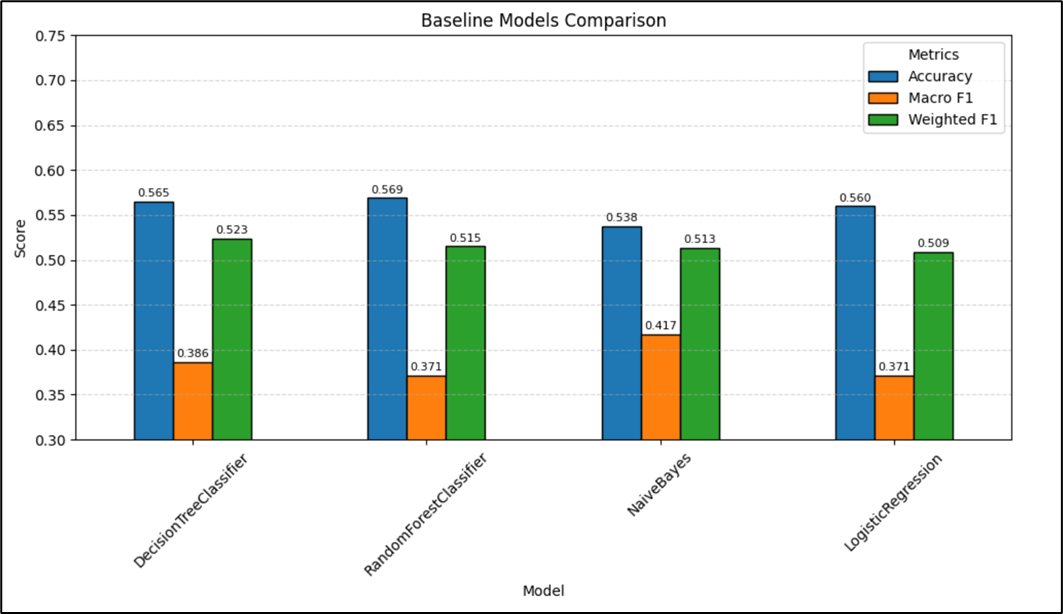 Baseline Models Comparison
Metrics
Accuracy
Macro F1
Weighted F1
Score
0.75
0.70
0.65
0.60
0.55
0.50
0.45
0.40
0.35
0.30
0.565
0.386
0.523
0.569
0.371
0.515
0.538
0.417
0.513
0.560
0.371
0.509
DecisionTreeClassifier
RandomForestClassifier
NaiveBayes
LogisticRegression
Model